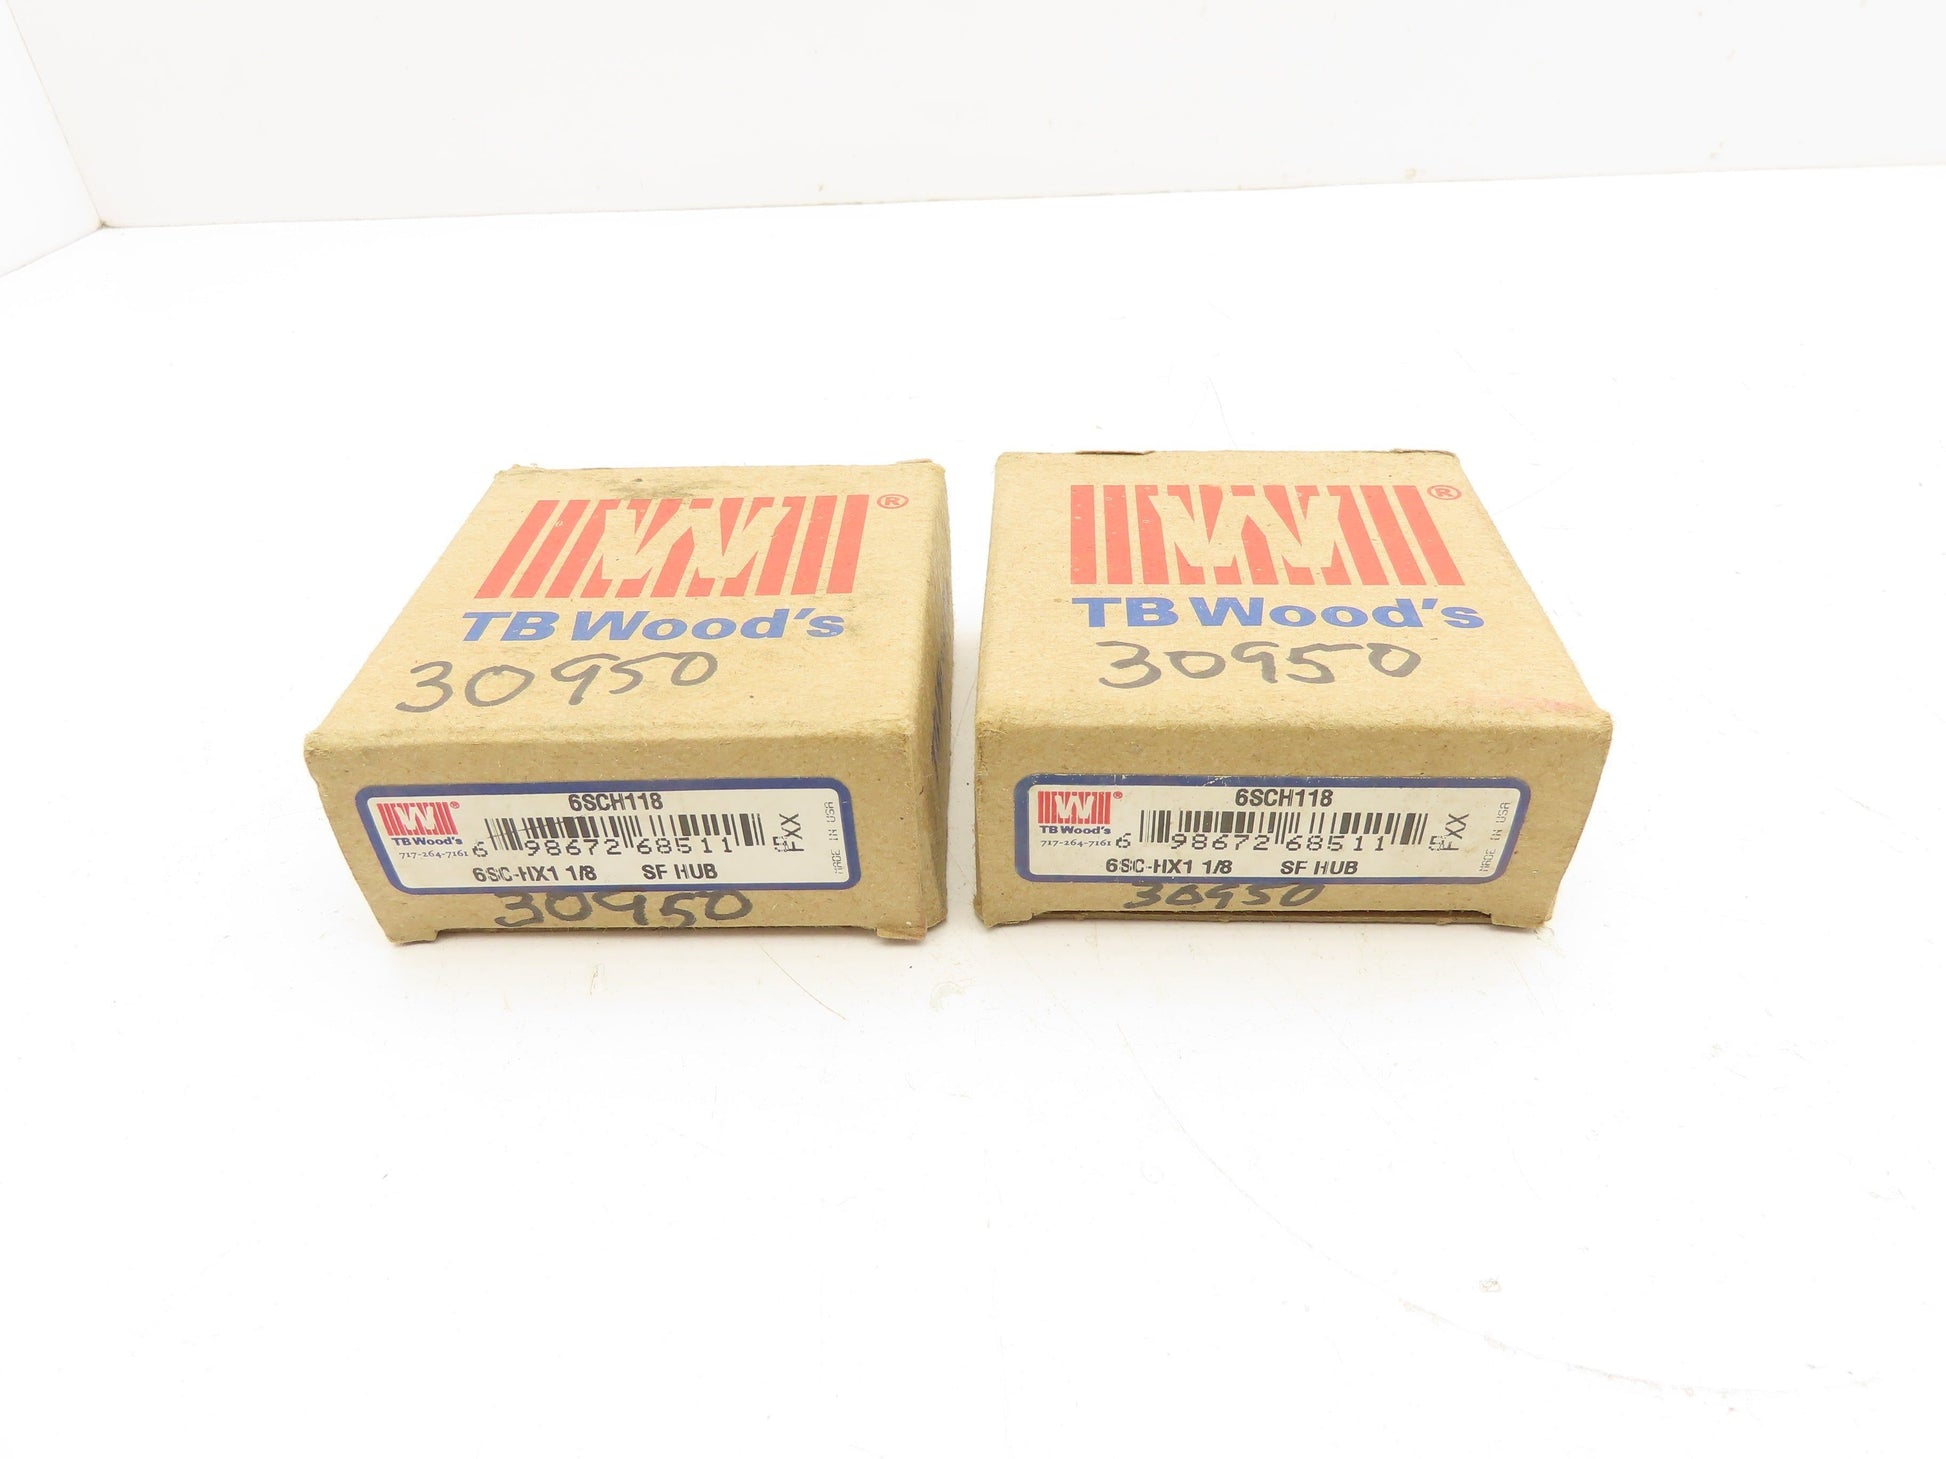 ®
TB Wood's
30950
6SCH118
®
TB Wood's
717-264-7161
6 98672 68511
FXX
MADE IN USA
6SC-HX1 1/8 SF HUB
30950
®
TB Wood's
30950
6SCH118
®
TB Wood's
717-264-7161
6 98672 68511
FXX
MADE IN USA
6SC-HX1 1/8 SF HUB
30950